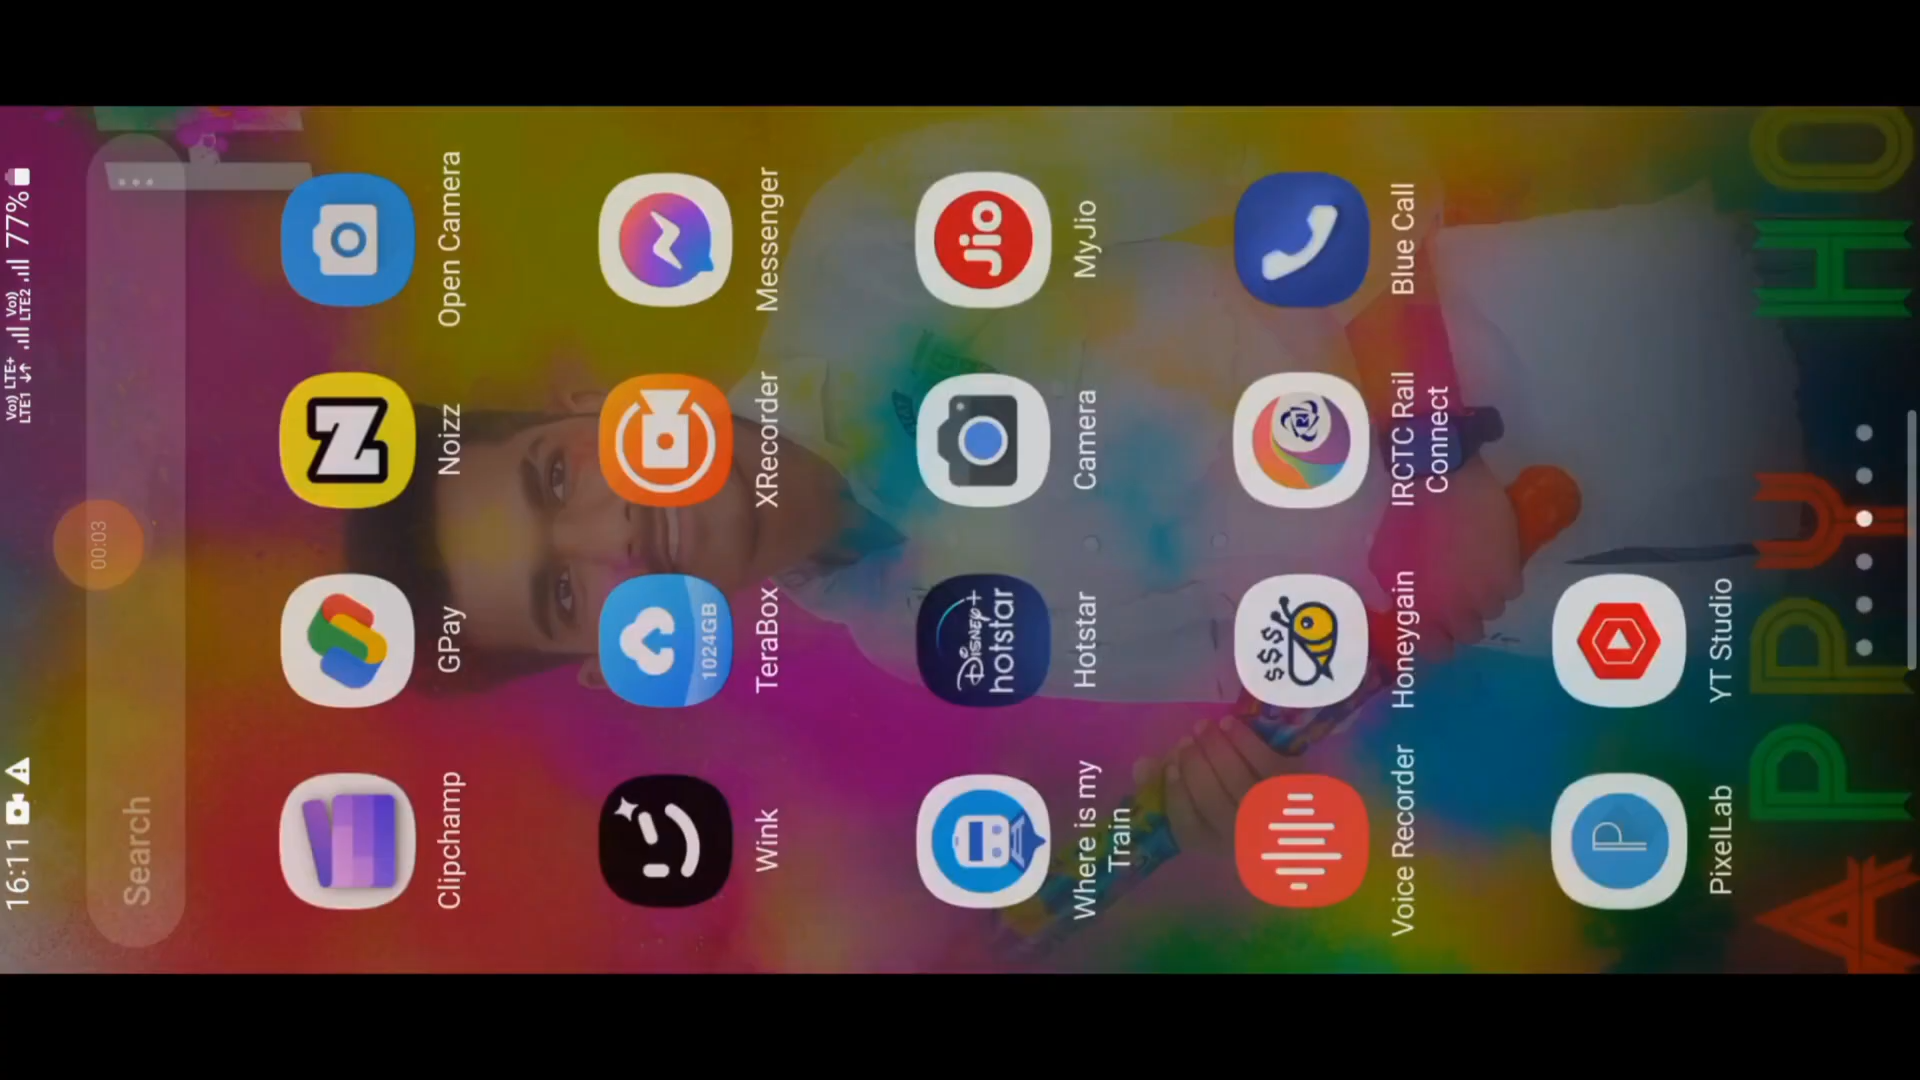 16:11
Vo)) LTE+
LTE1
Vo))
LTE2
77%
00:03
Search
Clipchamp
GPay
Noizz
Open Camera
1024GB
Wink
TeraBox
XRecorder
Messenger
Disney+
hotstar
Jio
Where is my
Train
Hotstar
Camera
MyJio
$$$
Voice Recorder
Honeygain
IRCTC Rail
Connect
Blue Call
PixelLab
YT Studio
APPY HO